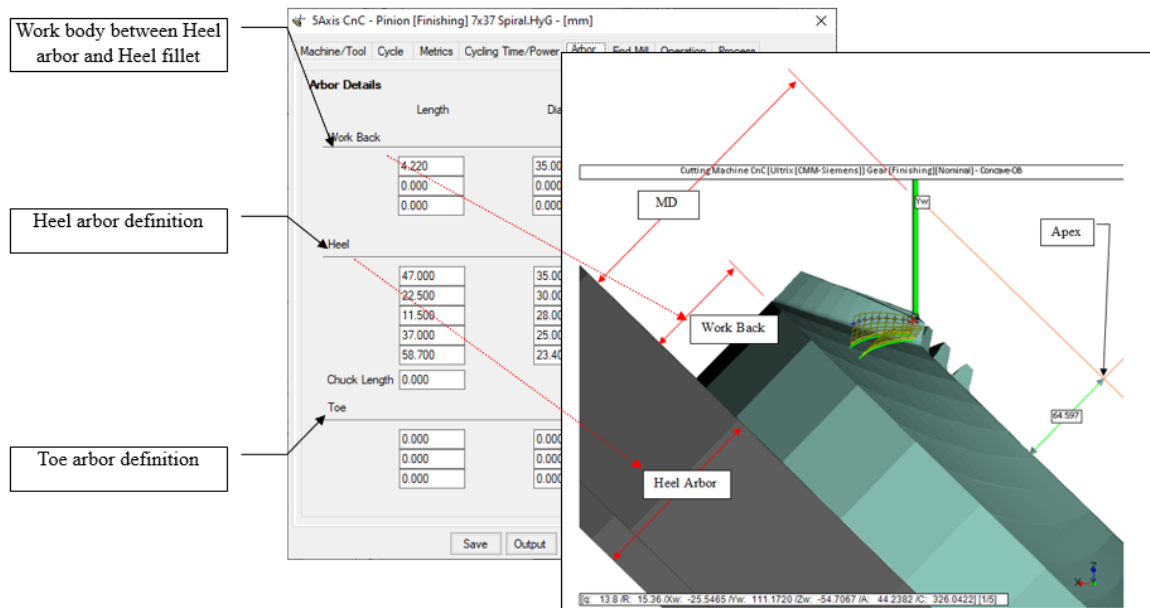 Work body between Heel
arbor and Heel fillet
Heel arbor definition
Toe arbor definition
5Axis CnC - Pinion [Finishing] 7x37 Spiral.HyG - [mm]
Machine/Tool Cycle Metrics Cycling Time/Power Arbor End Mill Operation Process
Arbor Details
Length Dia
Work Back
4.220 35.00
0.000 0.000
0.000 0.000
Heel
47.000 35.00
22.500 30.00
11.500 28.00
37.000 25.00
58.700 23.40
Chuck Length 0.000
Toe
0.000 0.000
0.000 0.000
0.000 0.000
Save Output
Cutting Machine CnC[Ultrix[CMM-Siemens]] Gear[Finishing][Nominal] - Concave-OB
MD
Yw
Apex
Work Back
64.597
Heel Arbor
Z
X Y
[q: 13.8 /R: 15.36 /Xw: -25.5465 /Yw: 111.1720 /Zw: -54.7067 /A: 44.2382 /C: 326.0422] [1/5]